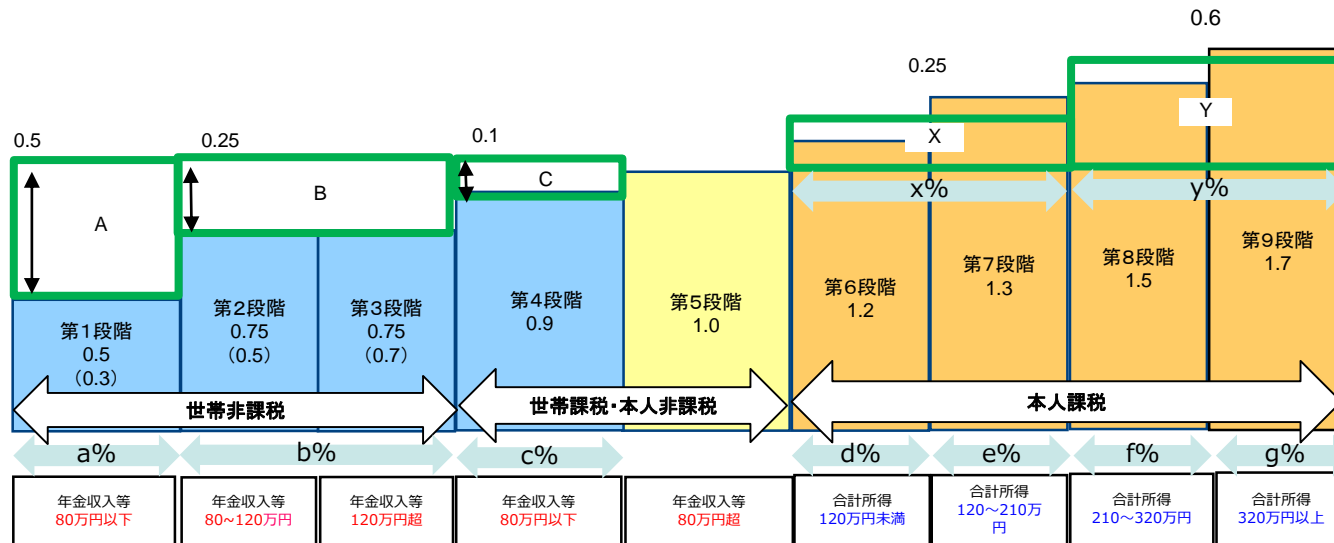 0.6
0.25
0.5
0.25
0.1
X
Y
A
B
C
x%
y%
第1段階
0.5
(0.3)
第2段階
0.75
(0.5)
第3段階
0.75
(0.7)
第4段階
0.9
第5段階
1.0
第6段階
1.2
第7段階
1.3
第8段階
1.5
第9段階
1.7
世帯非課税
世帯課税・本人非課税
本人課税
a%
b%
c%
d%
e%
f%
g%
年金収入等
80万円以下
年金収入等
80~120万円
年金収入等
120万円超
年金収入等
80万円以下
年金収入等
80万円超
合計所得
120万円未満
合計所得
120~210万
円
合計所得
210~320万円
合計所得
320万円以上